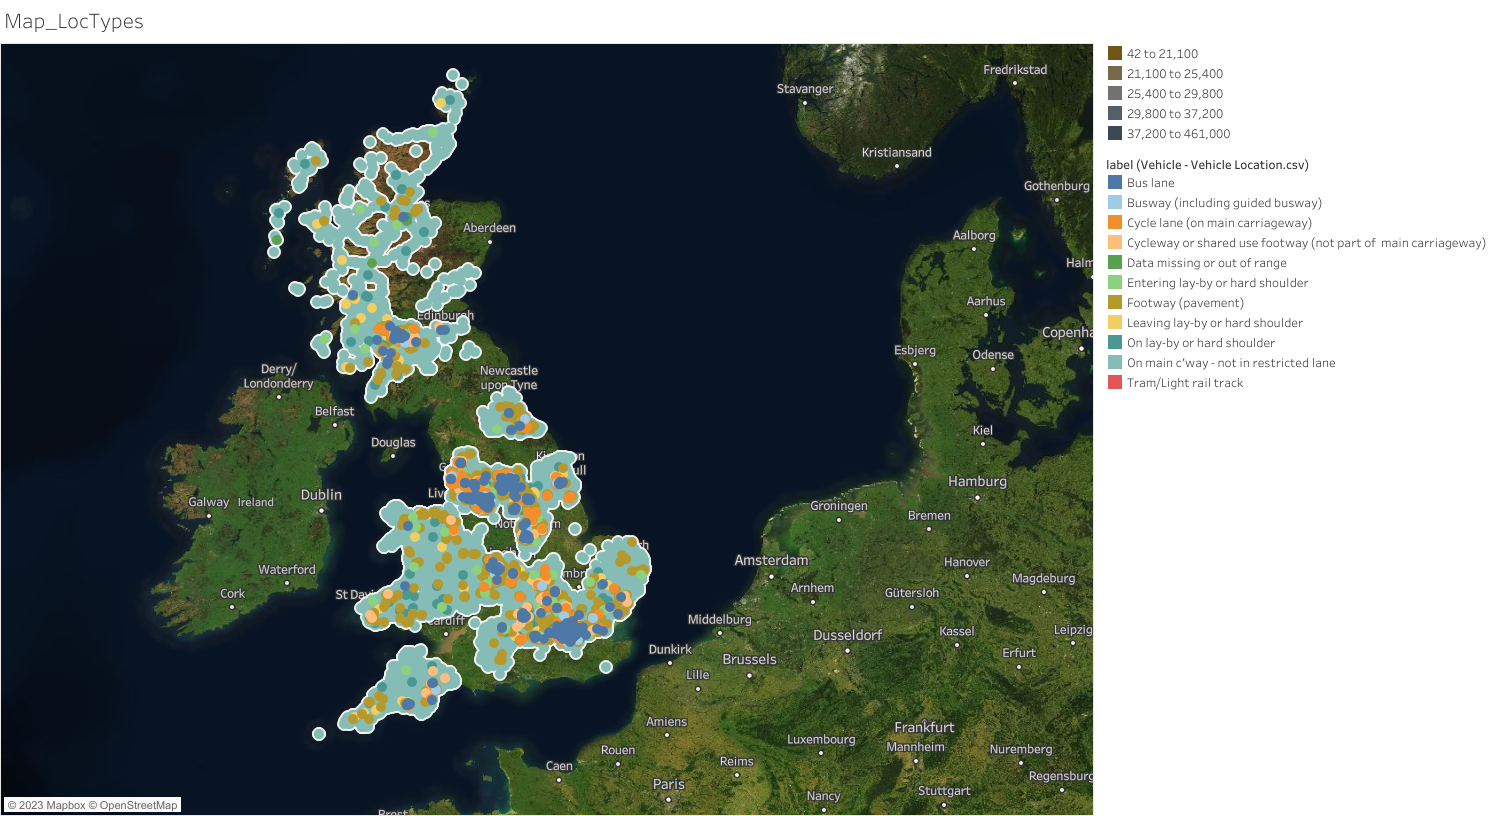 Map_LocTypes
42 to 21,100
21,100 to 25,400
25,400 to 29,800
29,800 to 37,200
37,200 to 461,000
label (Vehicle - Vehicle Location.csv)
Bus lane
Busway (including guided busway)
Cycle lane (on main carriageway)
Cycleway or shared use footway (not part of main carriageway)
Data missing or out of range
Entering lay-by or hard shoulder
Footway (pavement)
Leaving lay-by or hard shoulder
On lay-by or hard shoulder
On main c'way - not in restricted lane
Tram/Light rail track
Fredrikstad
Stavanger
Kristiansand
Gothenburg
Aberdeen
Aalborg
Halm
Aarhus
Edinburgh
Copenha
Esbjerg
Odense
Derry/
Londonderry
Newcastle
upon Tyne
Belfast
Kiel
Douglas
Hamburg
Liv
Dublin
Galway
Ireland
Groningen
Bremen
Amsterdam
Hanover
Waterford
Magdeburg
Arnhem
Gütersloh
Cork
St Dav
Cardiff
Middelburg
Dusseldorf
Kassel
Leipzig
Dunkirk
Brussels
Erfurt
Lille
Amiens
Frankfurt
Luxembourg
Mannheim
Nuremberg
Rouen
Reims
Caen
Regensburg
Paris
Stuttgart
Nancy
Brest
© 2023 Mapbox © OpenStreetMap